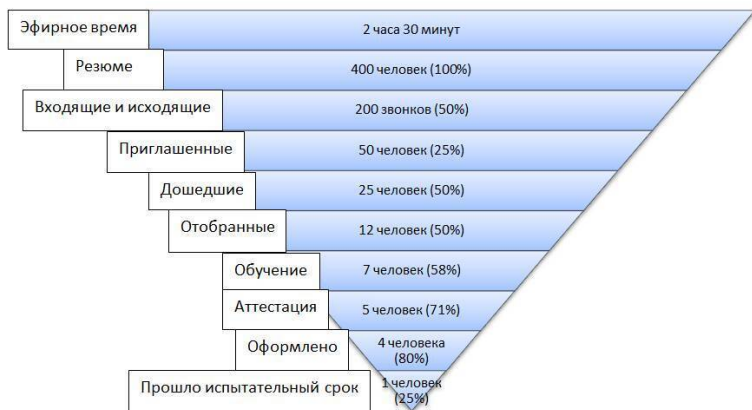 Эфирное время
2 часа 30 минут
Резюме
400 человек (100%)
Входящие и исходящие
200 звонков (50%)
Приглашенные
50 человек (25%)
Дошедшие
25 человек (50%)
Отобранные
12 человек (50%)
Обучение
7 человек (58%)
Аттестация
5 человек (71%)
Оформлено
4 человека
(80%)
Прошло испытательный срок
1 человек
(25%)